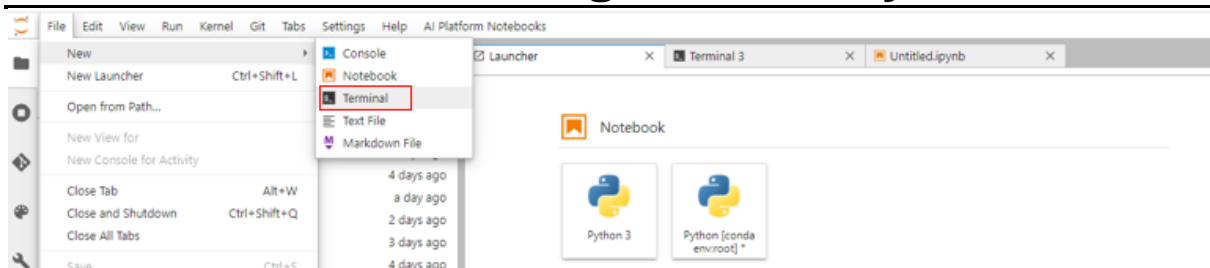 File Edit View Run Kernel Git Tabs Settings Help AI Platform Notebooks
New
New Launcher Ctrl+Shift+L
Open from Path...
New View for
New Console for Activity
Close Tab Alt+W
Close and Shutdown Ctrl+Shift+Q
Close All Tabs
Save Ctrl+S
Console
Notebook
Terminal
Text File
Markdown File
4 days ago
a day ago
2 days ago
3 days ago
4 days ago
Launcher
Terminal 3
Untitled.ipynb
Notebook
Python 3
Python [conda
env:root] *